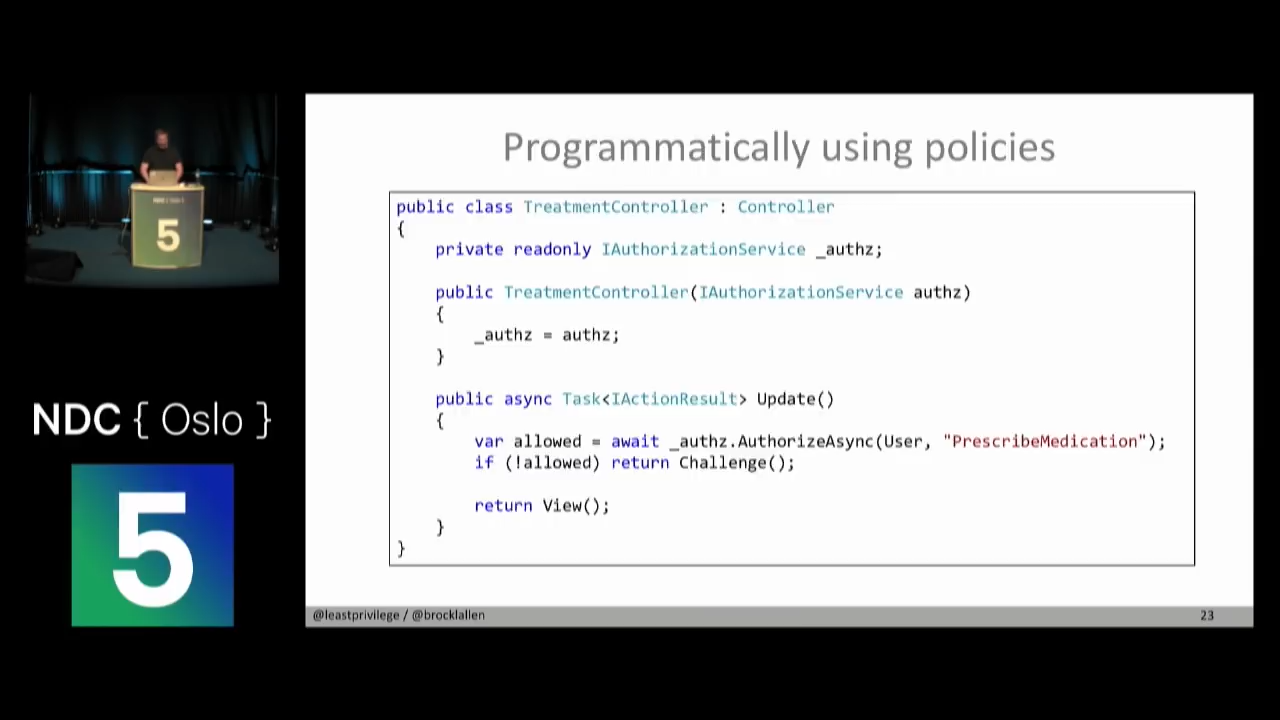 5
NDC { Oslo }
5
Programmatically using policies
public class TreatmentController : Controller
{
    private readonly IAuthorizationService _authz;
    public TreatmentController(IAuthorizationService authz)
    {
        _authz = authz;
    }
    public async Task<IActionResult> Update()
    {
        var allowed = await _authz.AuthorizeAsync(User, "PrescribeMedication");
        if (!allowed) return Challenge();
        return View();
    }
}
@leastprivilege / @brocklallen
23